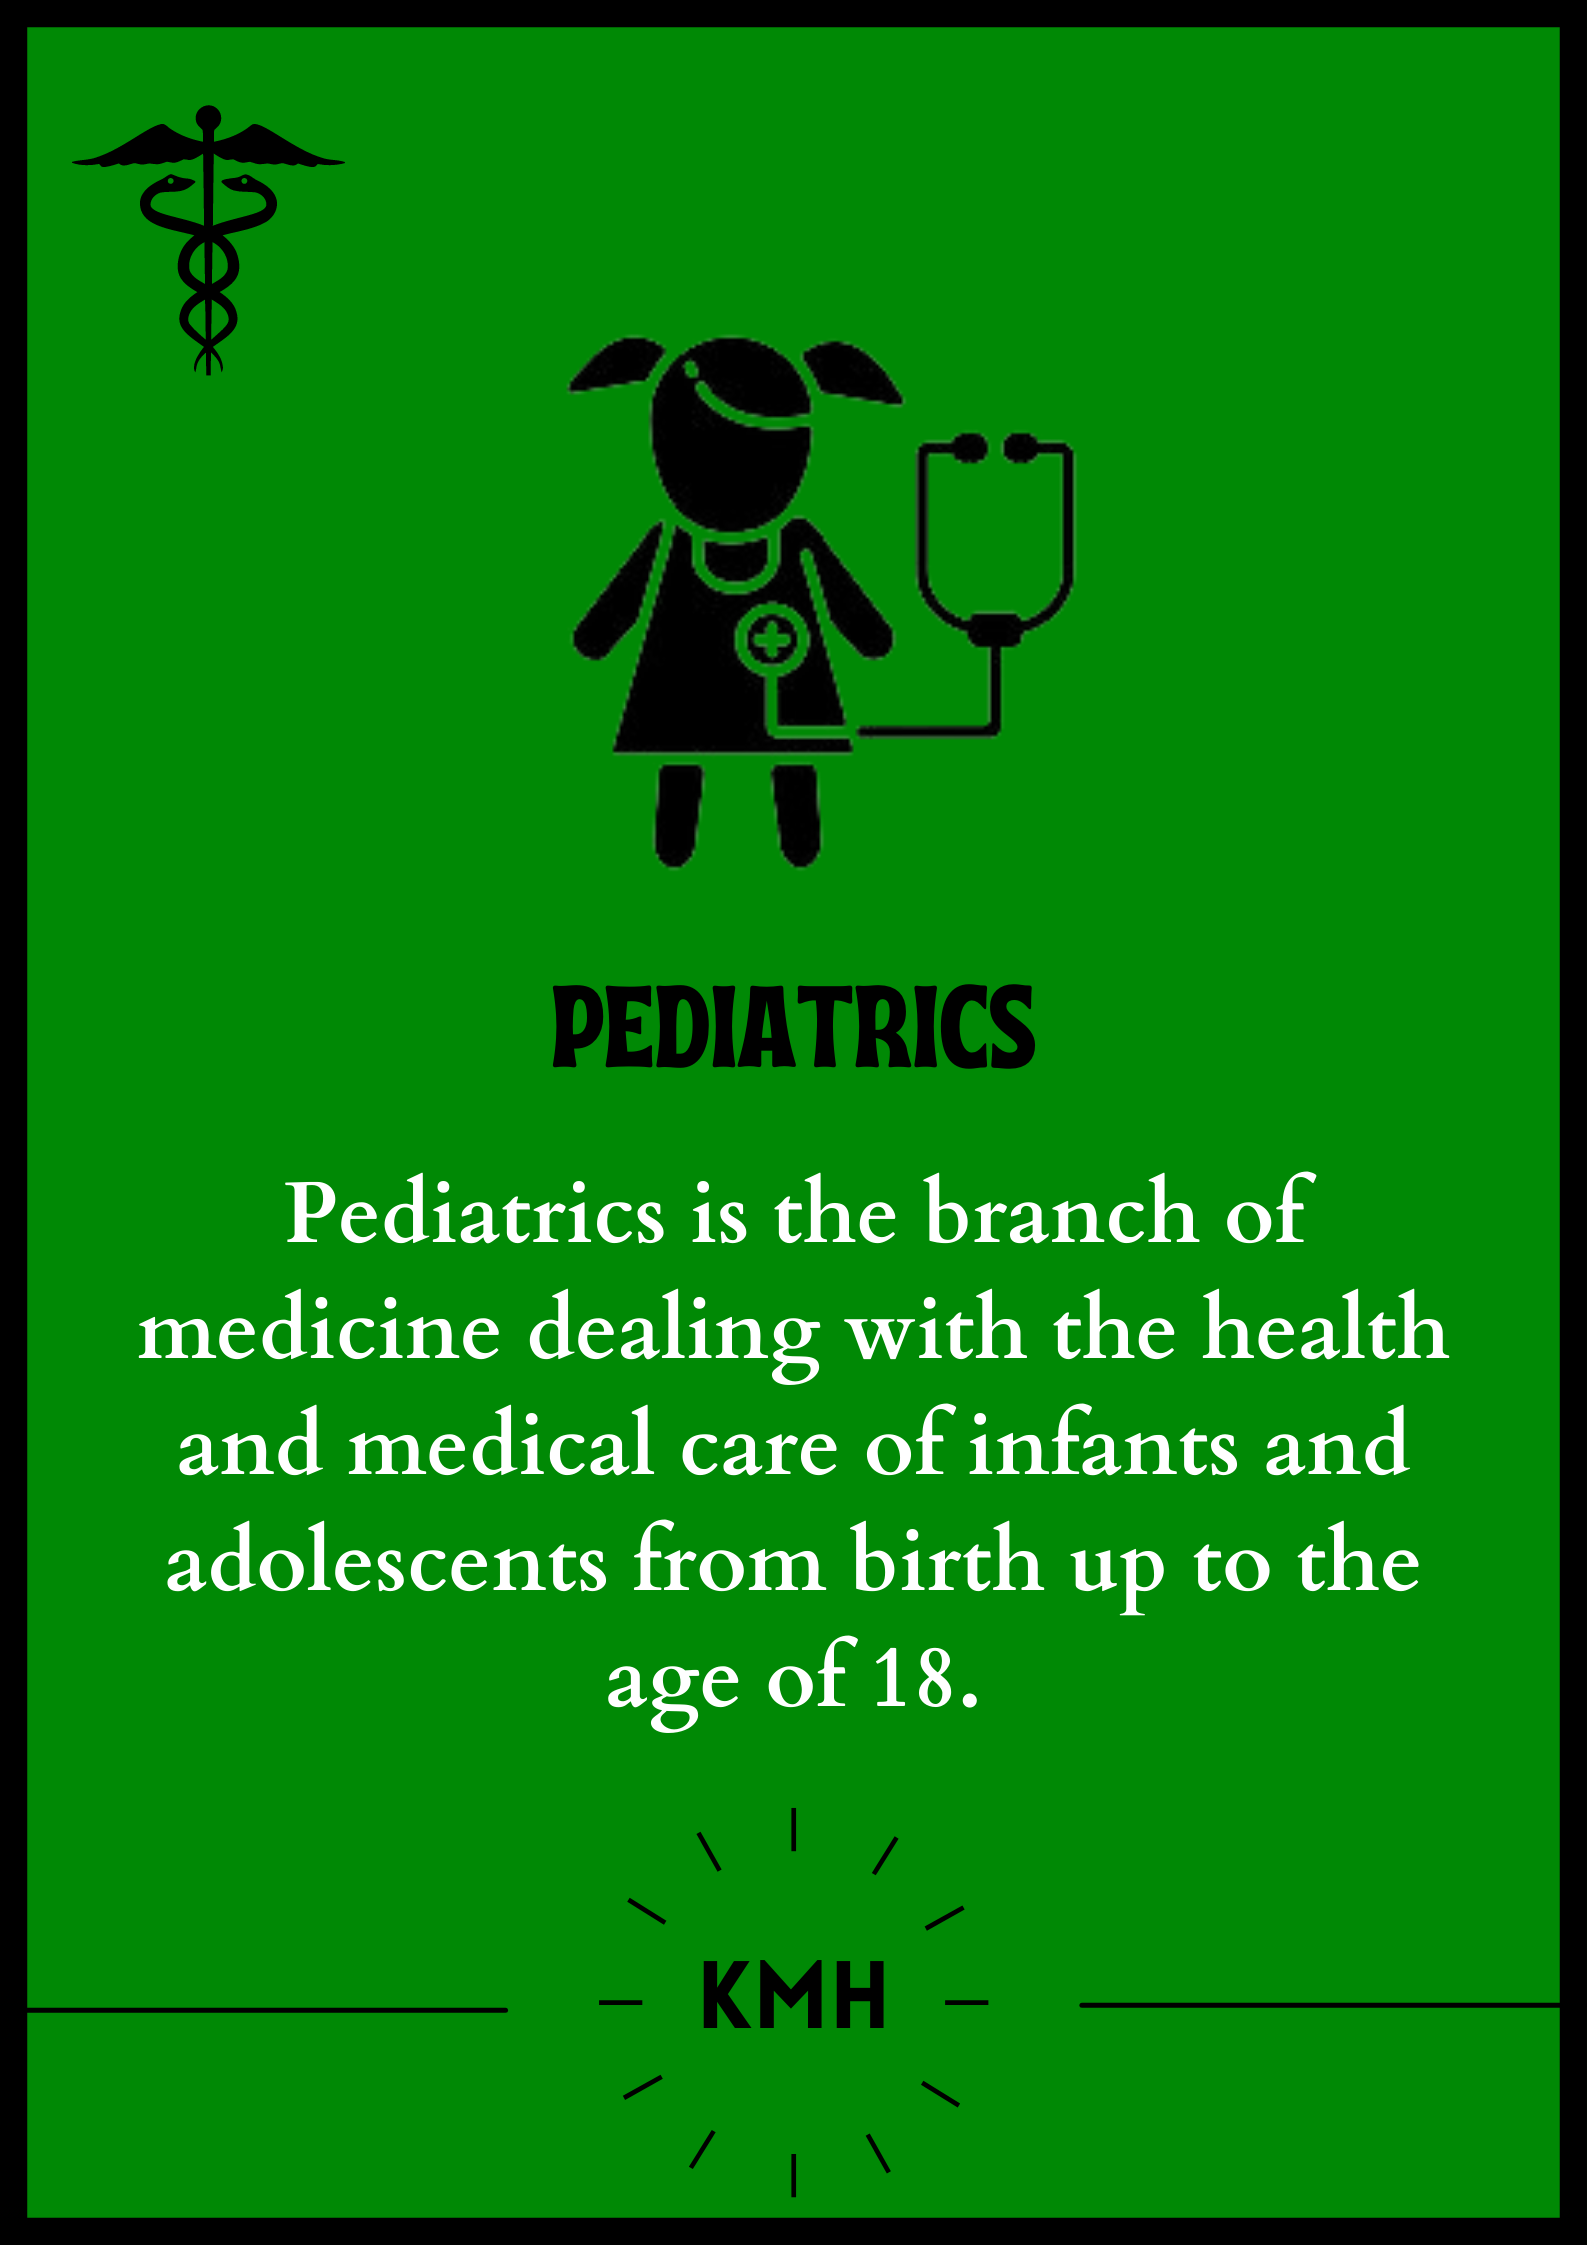 PEDIATRICS
Pediatrics is the branch of
medicine dealing with the health
and medical care of infants and
adolescents from birth up to the
age of 18.
KMH